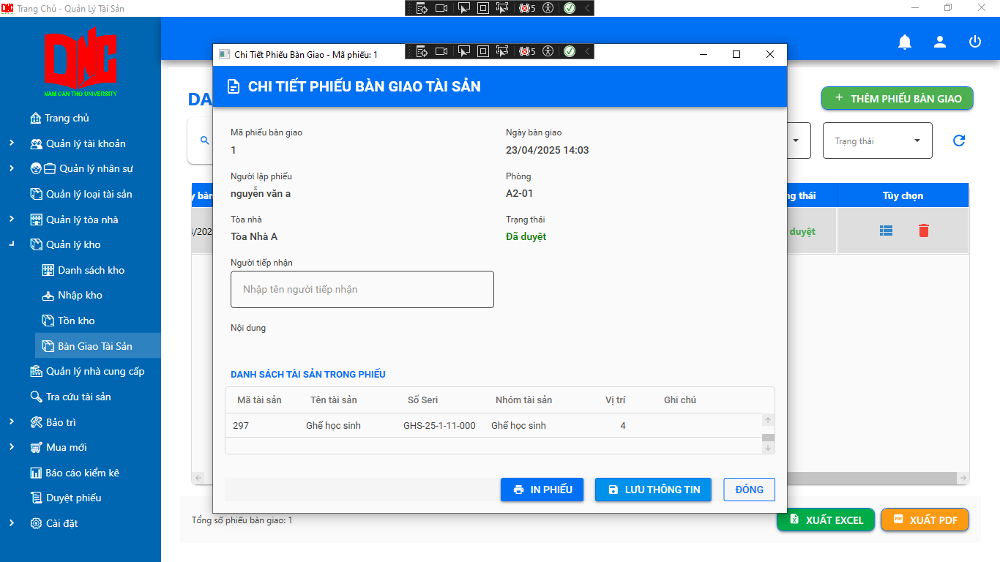 Trang Chủ - Quản Lý Tài Sản
5
DNC
NAM CAN THO UNIVERSITY
Trang chủ
Quản lý tài khoản
Quản lý nhân sự
Quản lý loại tài sản
Quản lý tòa nhà
Quản lý kho
Danh sách kho
Nhập kho
Tồn kho
Bàn Giao Tài Sản
Quản lý nhà cung cấp
Tra cứu tài sản
Bảo trì
Mua mới
Báo cáo kiểm kê
Duyệt phiếu
Cài đặt
DA
THÊM PHIẾU BÀN GIAO
Trạng thái
y bàn
ng thái
Tùy chọn
4/202
duyệt
Chi Tiết Phiếu Bàn Giao - Mã phiếu: 1
5
CHI TIẾT PHIẾU BÀN GIAO TÀI SẢN
Mã phiếu bàn giao
1
Ngày bàn giao
23/04/2025 14:03
Người lập phiếu
nguyễn văn a
Phòng
A2-01
Tòa nhà
Tòa Nhà A
Trạng thái
Đã duyệt
Người tiếp nhận
Nhập tên người tiếp nhận
Nội dung
DANH SÁCH TÀI SẢN TRONG PHIẾU
Mã tài sản Tên tài sản Số Seri Nhóm tài sản Vị trí Ghi chú
297 Ghế học sinh GHS-25-1-11-000 Ghế học sinh 4
IN PHIẾU
LƯU THÔNG TIN
ĐÓNG
Tổng số phiếu bàn giao: 1
XUẤT EXCEL
PDF XUẤT PDF